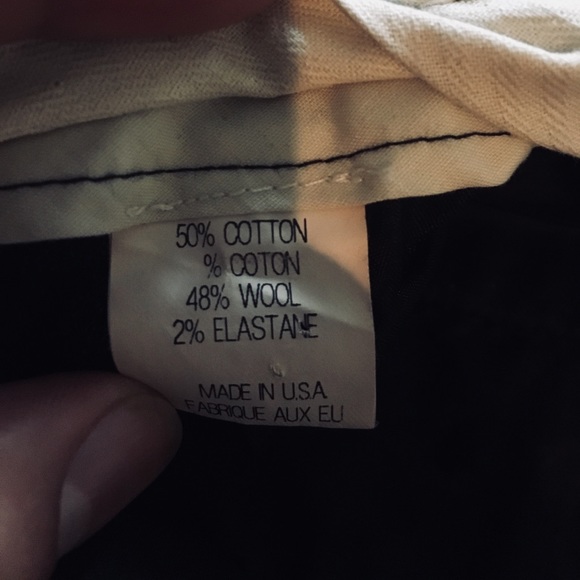 50% COTTON
% COTON
48% WOOL
2% ELASTANE
MADE IN U.S.A
FABRIQUE AUX EU